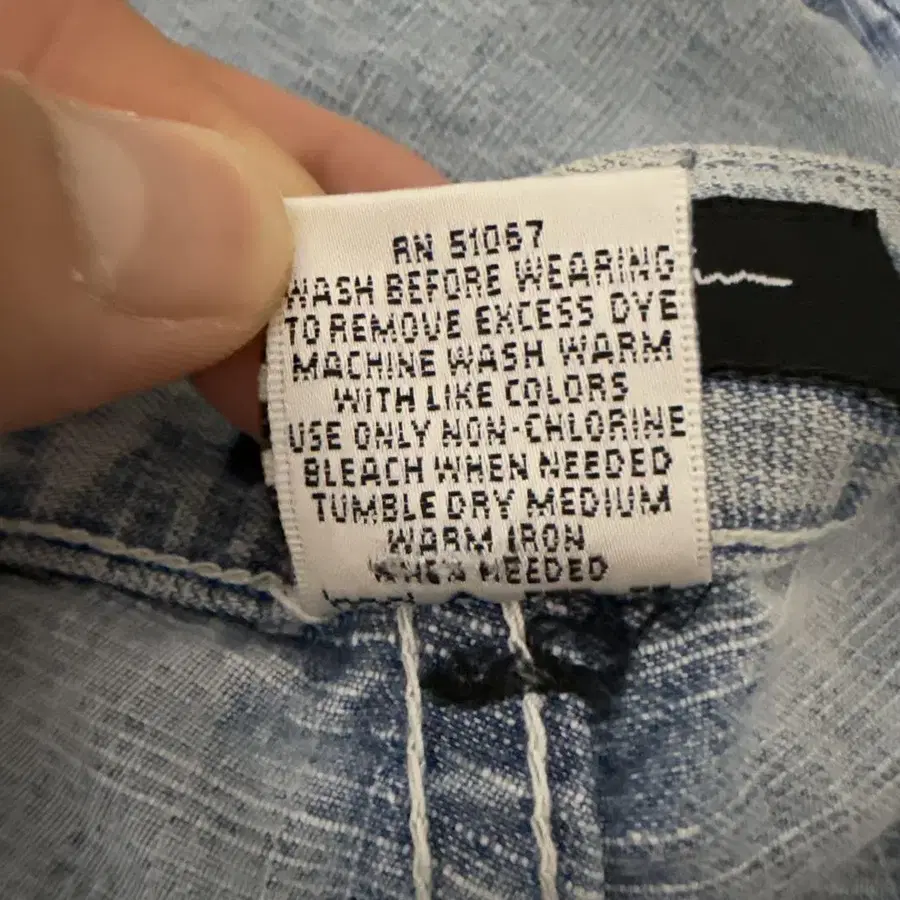 RN 51067
WASH BEFORE WEARING
TO REMOVE EXCESS DYE
MACHINE WASH WARM
WITH LIKE COLORS
USE ONLY NON-CHLORINE
BLEACH WHEN NEEDED
TUMBLE DRY MEDIUM
WARM IRON
WHEN NEEDED